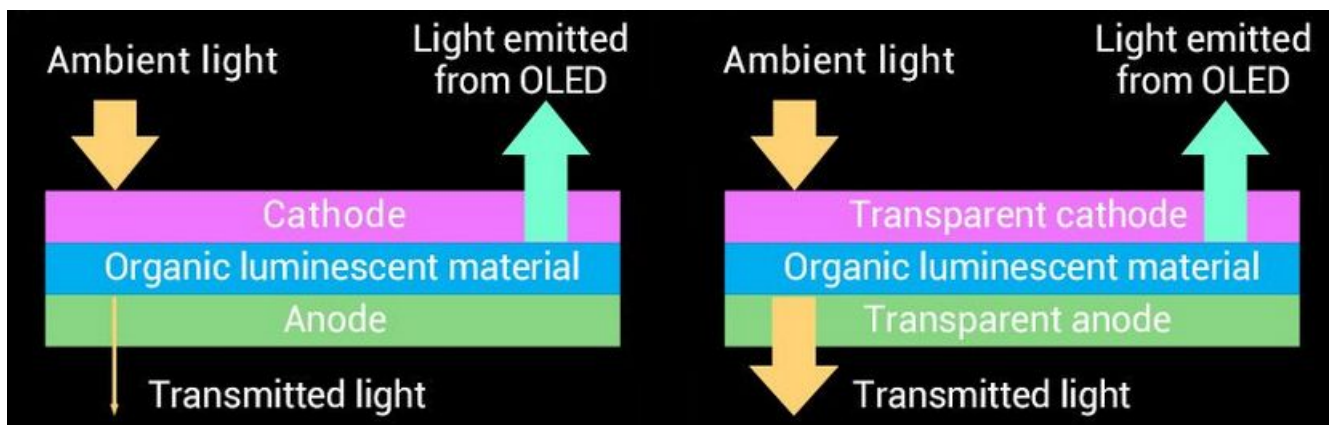 Ambient light
Light emitted
from OLED
Cathode
Organic luminescent material
Anode
Transmitted light
Ambient light
Light emitted
from OLED
Transparent cathode
Organic luminescent material
Transparent anode
Transmitted light